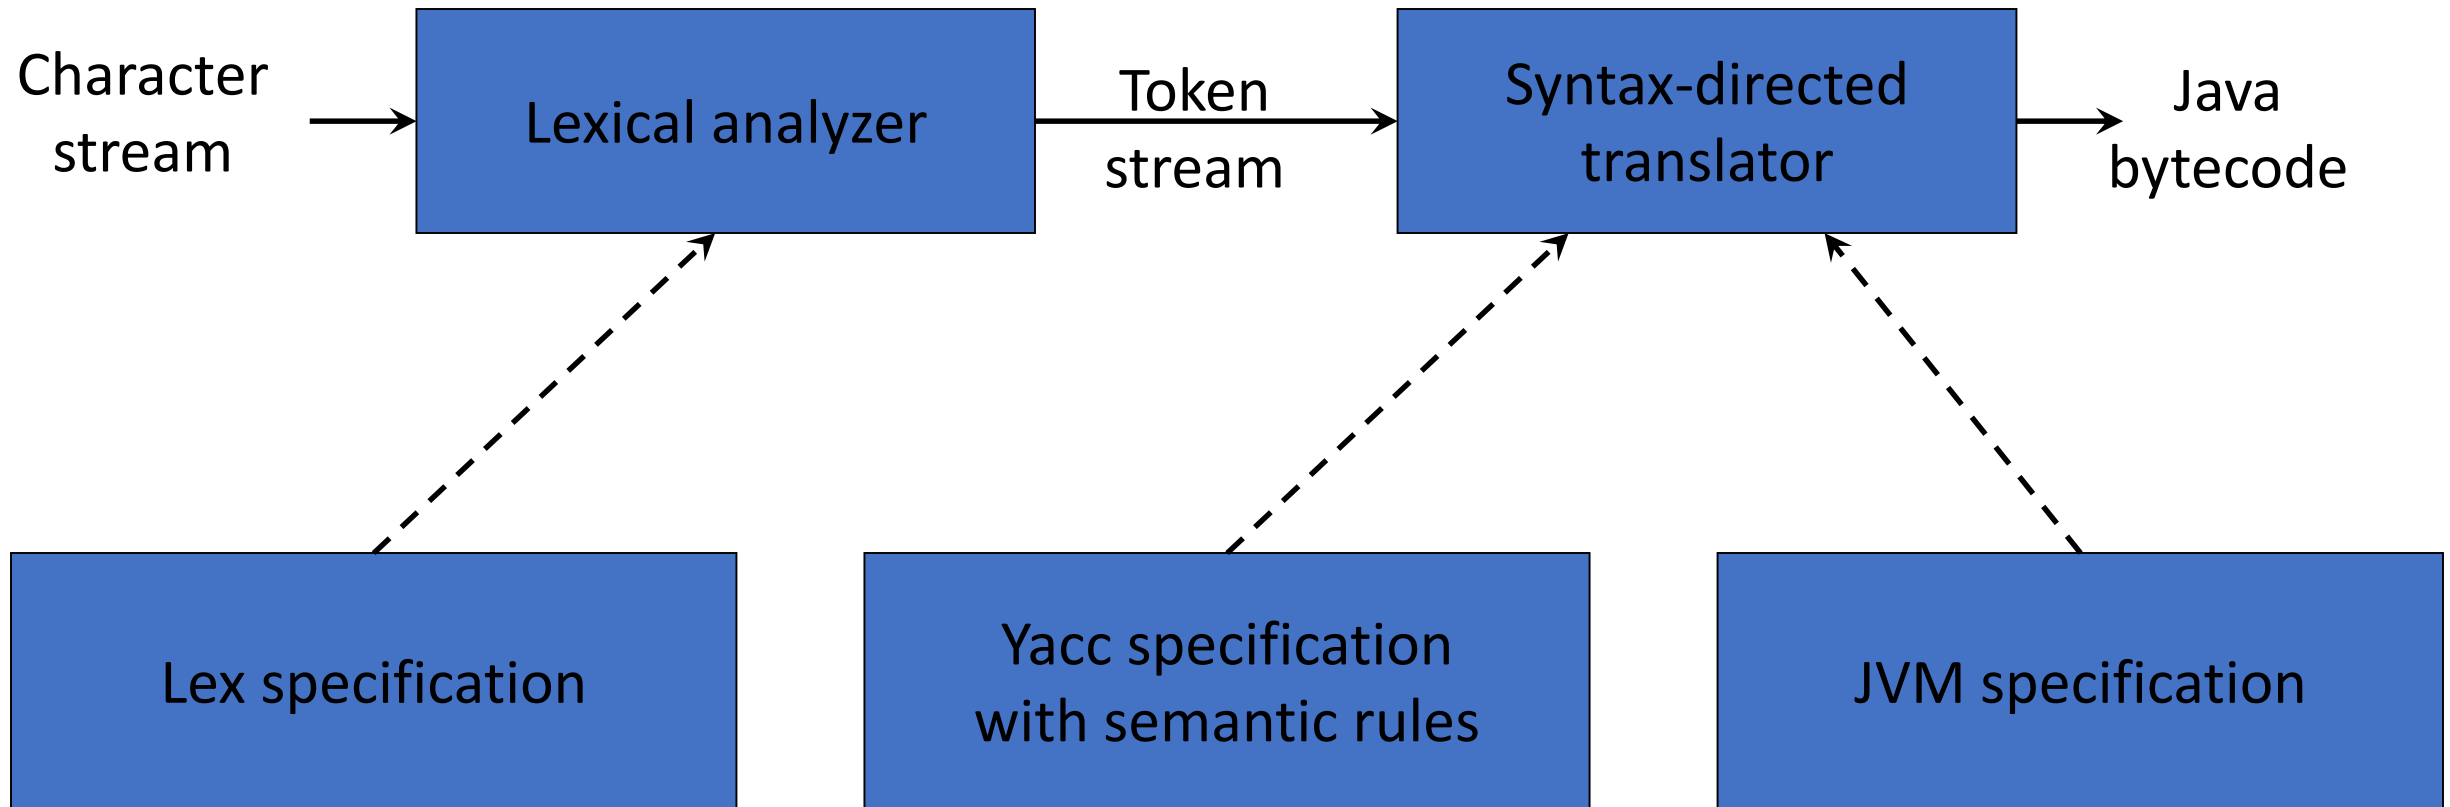 Character
stream
Lexical analyzer
Token
stream
Syntax-directed
translator
Java
bytecode
Lex specification
Yacc specification
with semantic rules
JVM specification